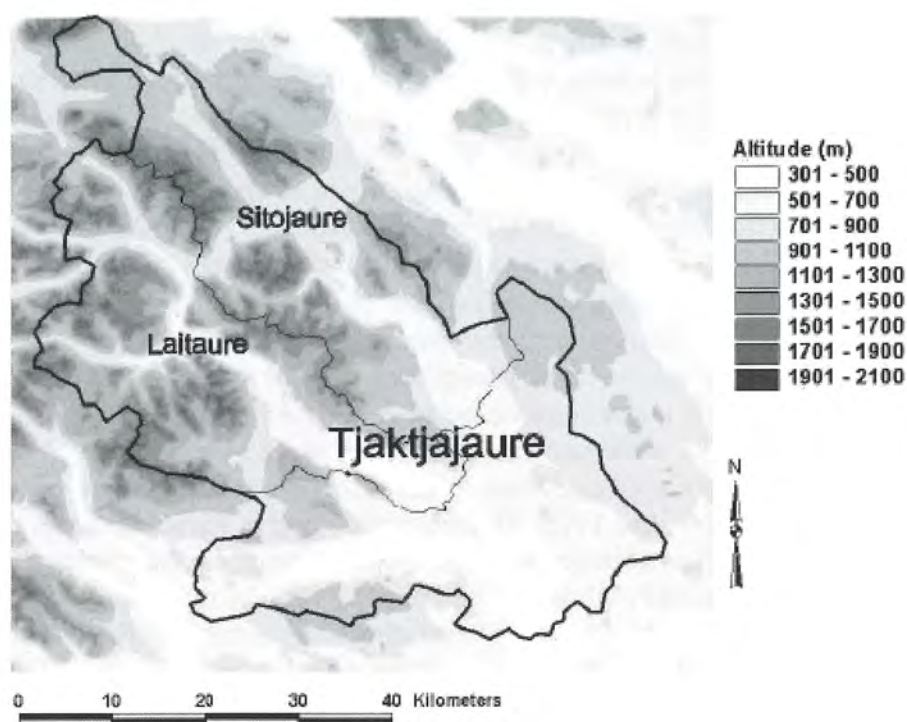 Sitojaure
Laitaure
Tjaktjajaure
Altitude (m)
301 - 500
501 - 700
701 - 900
901 - 1100
1101 - 1300
1301 - 1500
1501 - 1700
1701 - 1900
1901 - 2100
N
0 10 20 30 40 Kilometers